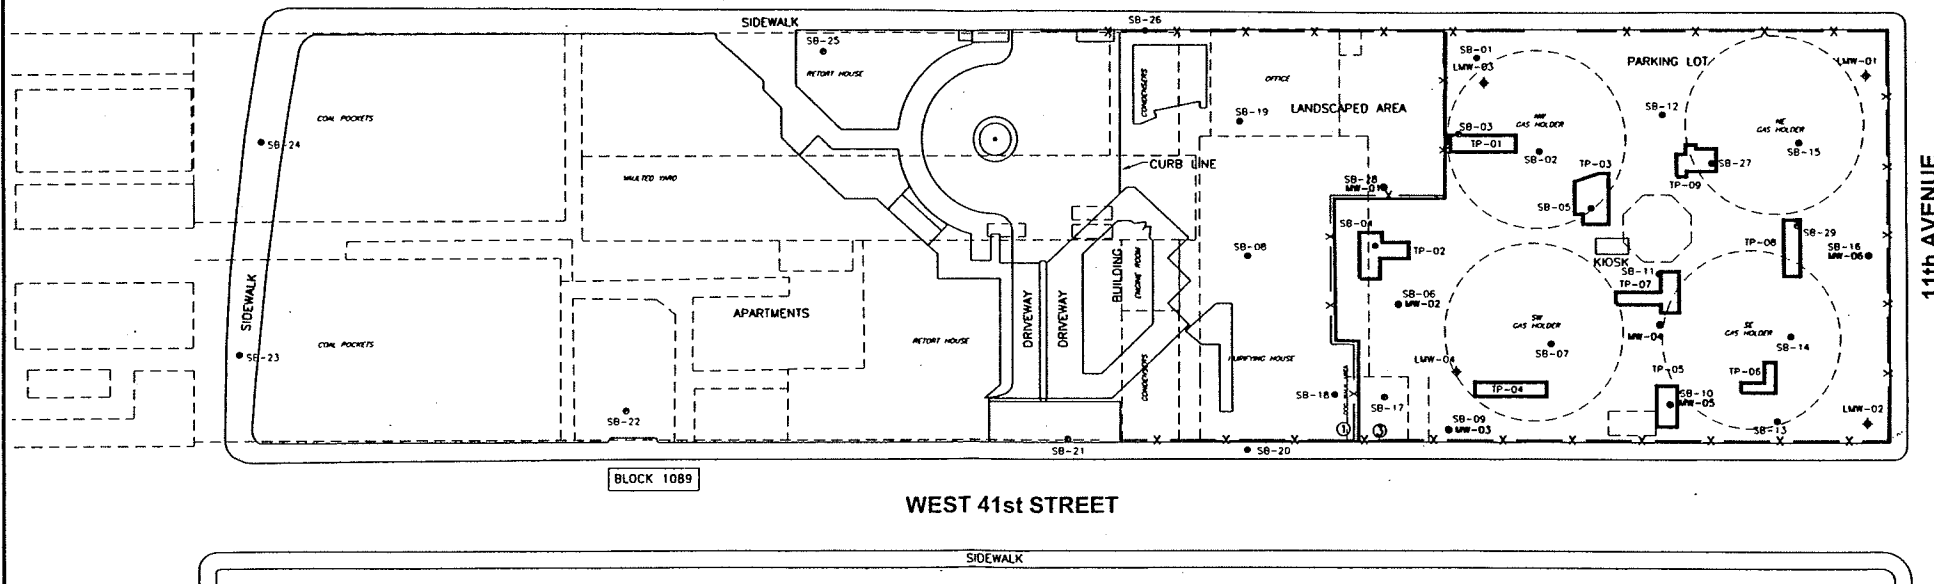 SIDEWALK
SB-26
SB-25
RETORT HOUSE
CONDENSERS
OFFICE
LANDSCAPED AREA
SB-01
LMW-03
PARKING LOT
LMW-01
COAL POCKETS
SB-24
SB-19
SB-03
TP-01
NW
GAS HOLDER
SB-02
SB-12
NE
GAS HOLDER
SB-15
TP-03
SB-27
TP-09
VAULTED YARD
CURB LINE
SB-28
MW-01
SB-05
SB-04
TP-02
SB-08
KIOSK
TP-08
SB-29
SB-16
MW-06
11th AVENUE
SB-11
TP-07
BUILDING
ENGINE ROOM
SIDEWALK
APARTMENTS
DRIVEWAY
DRIVEWAY
SB-06
MW-02
SW
GAS HOLDER
SB-07
MW-04
SE
GAS HOLDER
SB-14
COAL POCKETS
SB-23
RETORT HOUSE
CONDENSERS
PURIFYING HOUSE
LMW-04
TP-04
TP-05
TP-06
SB-10
MW-05
SB-18
SB-17
LMW-02
SB-22
SB-09
MW-03
SB-13
1
3
SB-21
SB-20
BLOCK 1089
WEST 41st STREET
SIDEWALK